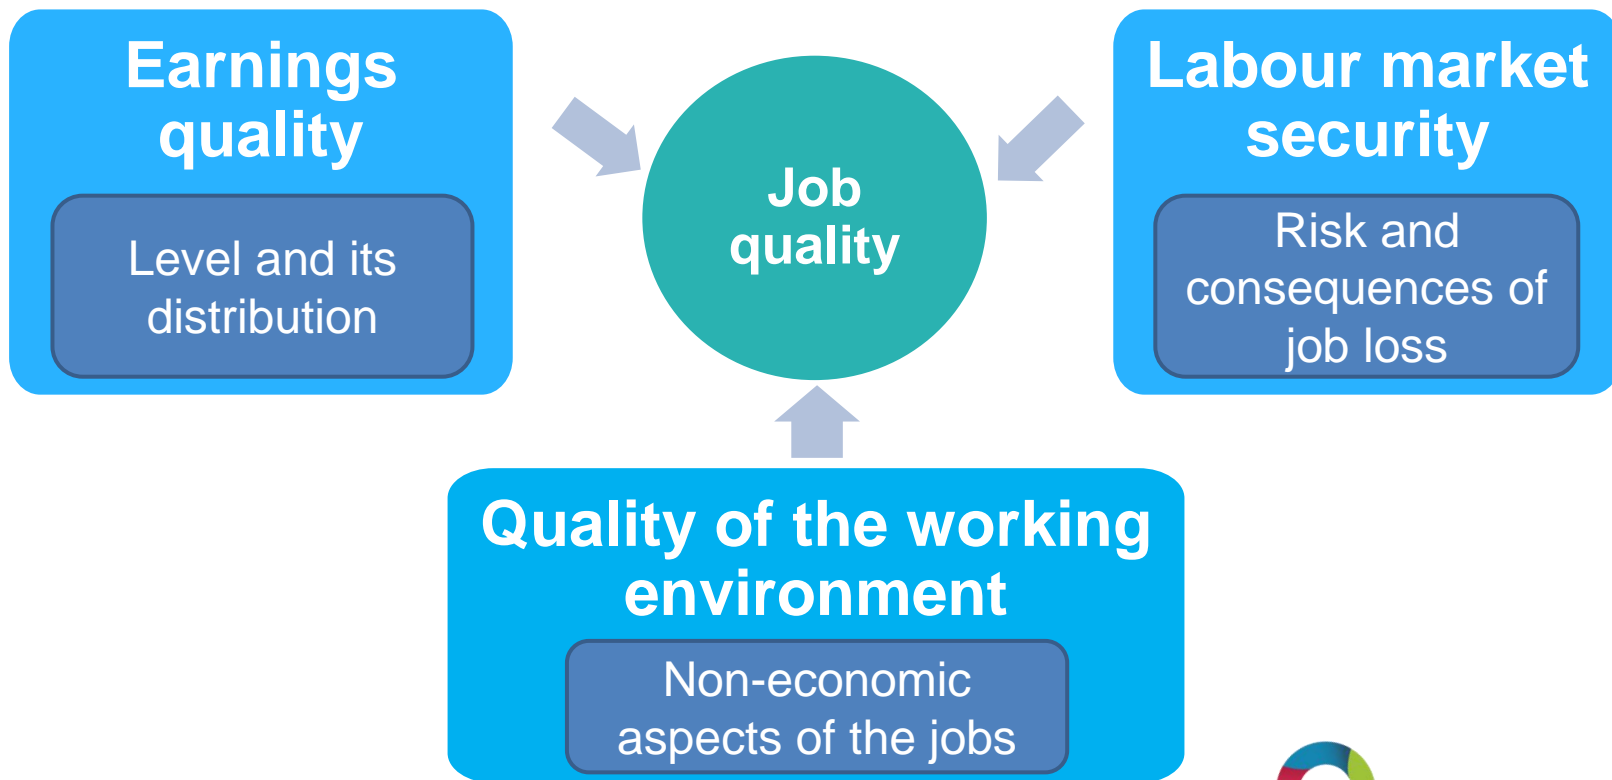 Earnings
quality
Level and its
distribution
Job
quality
Labour market
security
Risk and
consequences of
job loss
Quality of the working
environment
Non-economic
aspects of the jobs